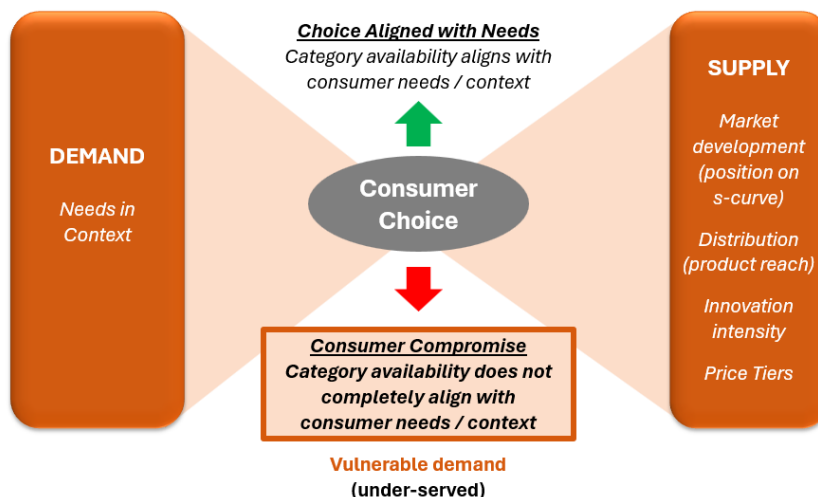 DEMAND
Needs in
Context
Choice Aligned with Needs
Category availability aligns with
consumer needs / context
Consumer
Choice
Consumer Compromise
Category availability does not
completely align with
consumer needs / context
Vulnerable demand
(under-served)
SUPPLY
Market
development
(position on
s-curve)
Distribution
(product reach)
Innovation
intensity
Price Tiers